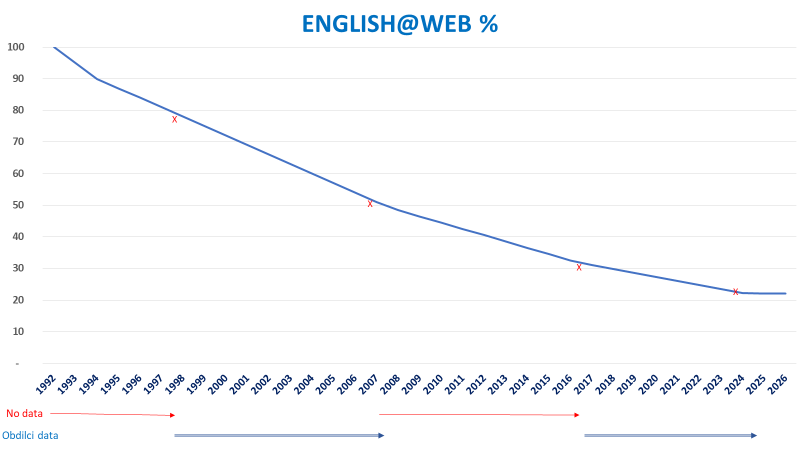 ENGLISH@WEB %
100
90
80
70
60
50
40
30
20
10
-
X
X
X
X
1992 1993 1994 1995 1996 1997 1998 1999 2000 2001 2002 2003 2004 2005 2006 2007 2008 2009 2010 2011 2012 2013 2014 2015 2016 2017 2018 2019 2020 2021 2022 2023 2024 2025 2026
No data
Obdilci data